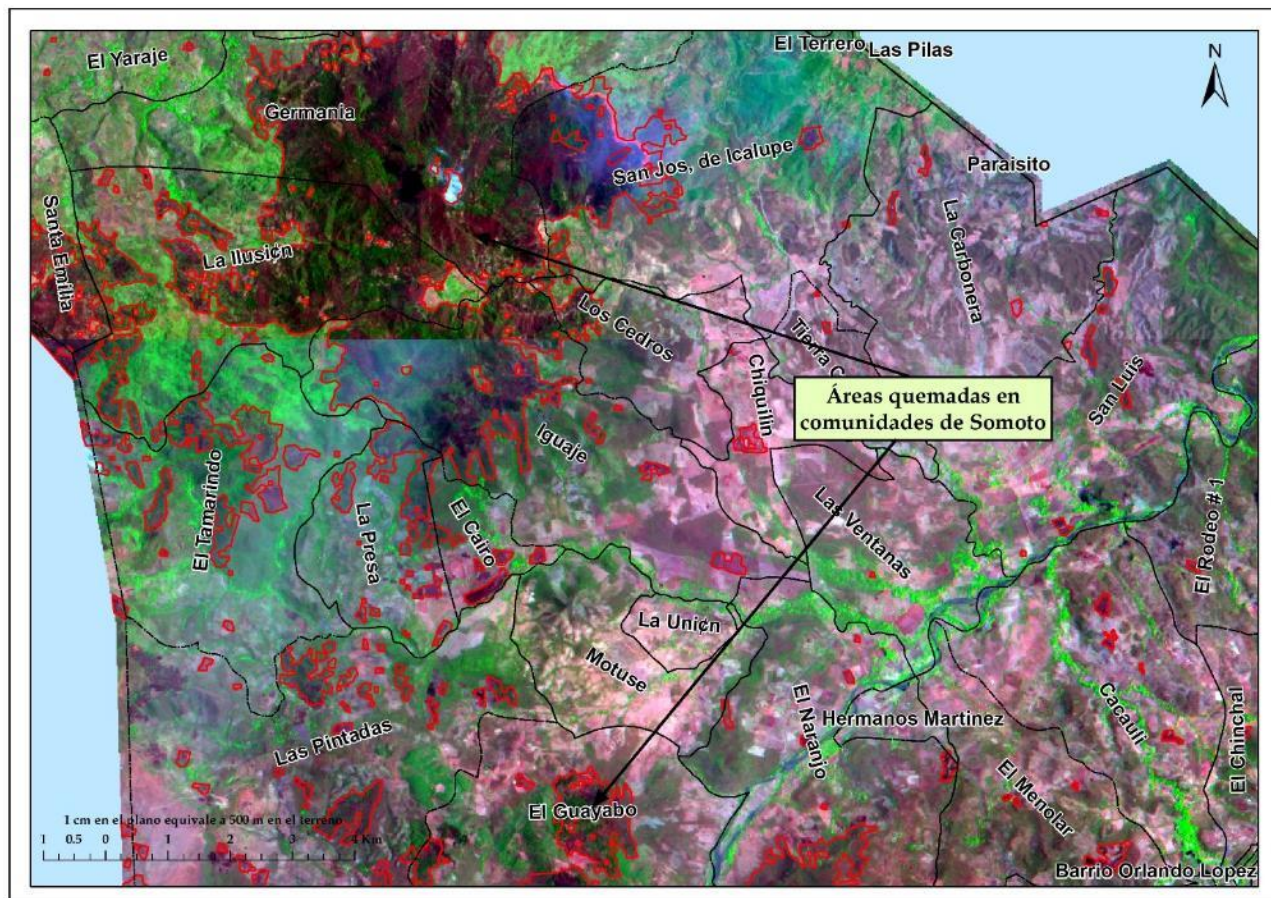 El Terrero
Las Pilas
N
El Yaraje
Germania
San Jos, de Icalupe
Paraisito
La Carbonera
Santa Emilia
La Ilusi¢n
Los Cedros
Tierra C
Chiquilin
San Luis
Áreas quemadas en
comunidades de Somoto
Iguaje
El Tamarindo
La Presa
El Cairo
Las Ventanas
El Rodeo # 1
La Uni¢n
Motuse
El Naranjo
Hermanos Martinez
Cacauli
El Chinchal
Las Pintadas
El Menolar
El Guayabo
1 cm en el plano equivale a 500 m en el terreno
1 0.5 0 1 2 3 4 Km
Barrio Orlando Lopez